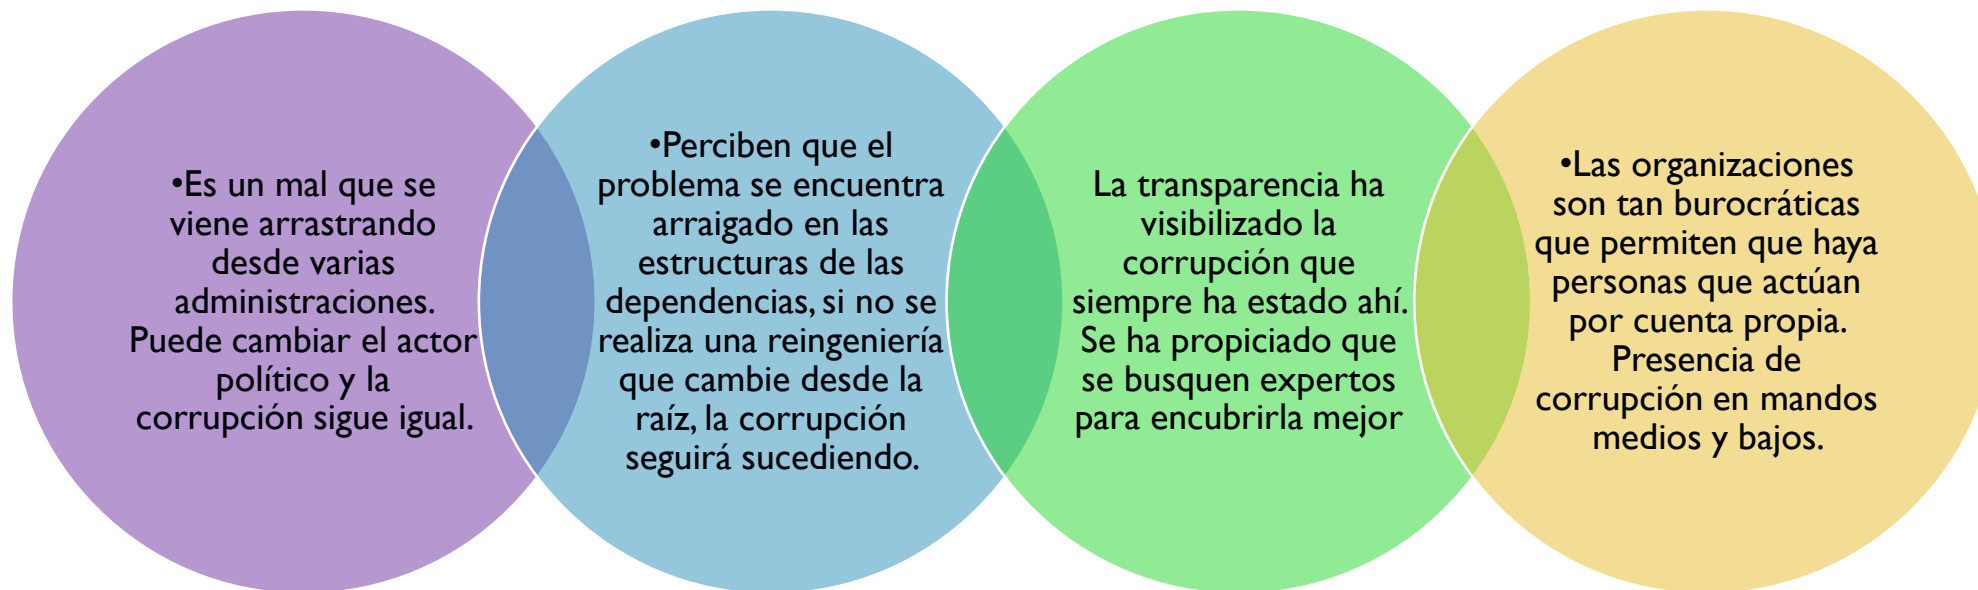 •Es un mal que se
viene arrastrando
desde varias
administraciones.
Puede cambiar el actor
político y la
corrupción sigue igual.
•Perciben que el
problema se encuentra
arraigado en las
estructuras de las
dependencias, si no se
realiza una reingeniería
que cambie desde la
raíz, la corrupción
seguirá sucediendo.
La transparencia ha
visibilizado la
corrupción que
siempre ha estado ahí.
Se ha propiciado que
se busquen expertos
para encubrirla mejor
•Las organizaciones
son tan burocráticas
que permiten que haya
personas que actúan
por cuenta propia.
Presencia de
corrupción en mandos
medios y bajos.